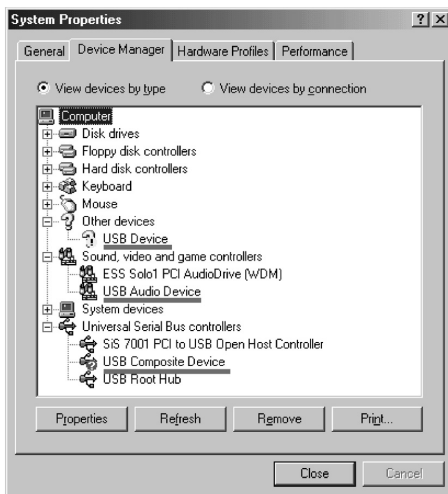 System Properties
General Device Manager Hardware Profiles Performance
View devices by type View devices by connection
Computer
Disk drives
Floppy disk controllers
Hard disk controllers
Keyboard
Mouse
Other devices
USB Device
Sound, video and game controllers
ESS Solo1 PCI AudioDrive (WDM)
USB Audio Device
System devices
Universal Serial Bus controllers
SiS 7001 PCI to USB Open Host Controller
USB Composite Device
USB Root Hub
Properties Refresh Remove Print...
Close Cancel